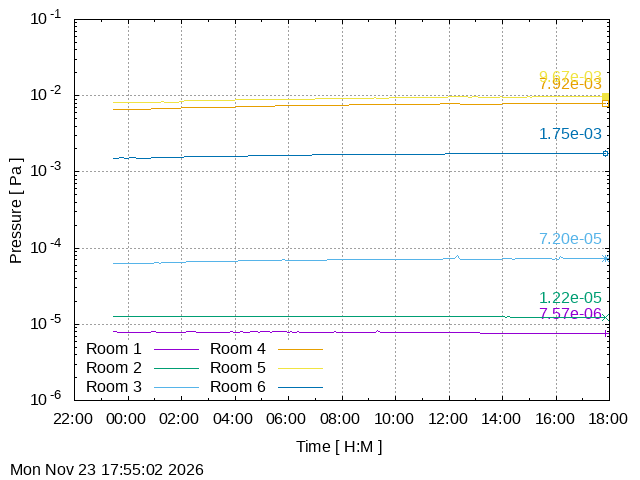 10^-1
10^-2
10^-3
10^-4
10^-5
10^-6
Pressure [ Pa ]
9.67e-03
7.92e-03
1.75e-03
7.20e-05
1.22e-05
7.57e-06
Room 1 Room 4
Room 2 Room 5
Room 3 Room 6
22:00 00:00 02:00 04:00 06:00 08:00 10:00 12:00 14:00 16:00 18:00
Time [ H:M ]
Mon Nov 23 17:55:02 2026